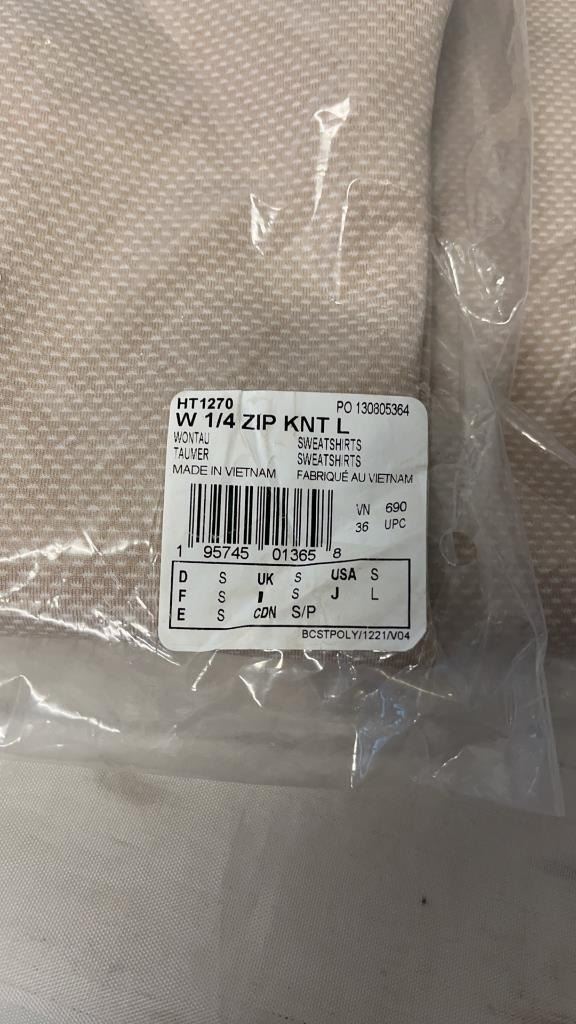 HT1270 PO 130805364
W 1/4 ZIP KNT L
WONTAU SWEATSHIRTS
TAUMER SWEATSHIRTS
MADE IN VIETNAM FABRIQUÉ AU VIETNAM
VN 690
36 UPC
1 95745 01365 8
D S UK S USA S
F S I S J L
E S CDN S/P
BCSTPOLY/1221/V04